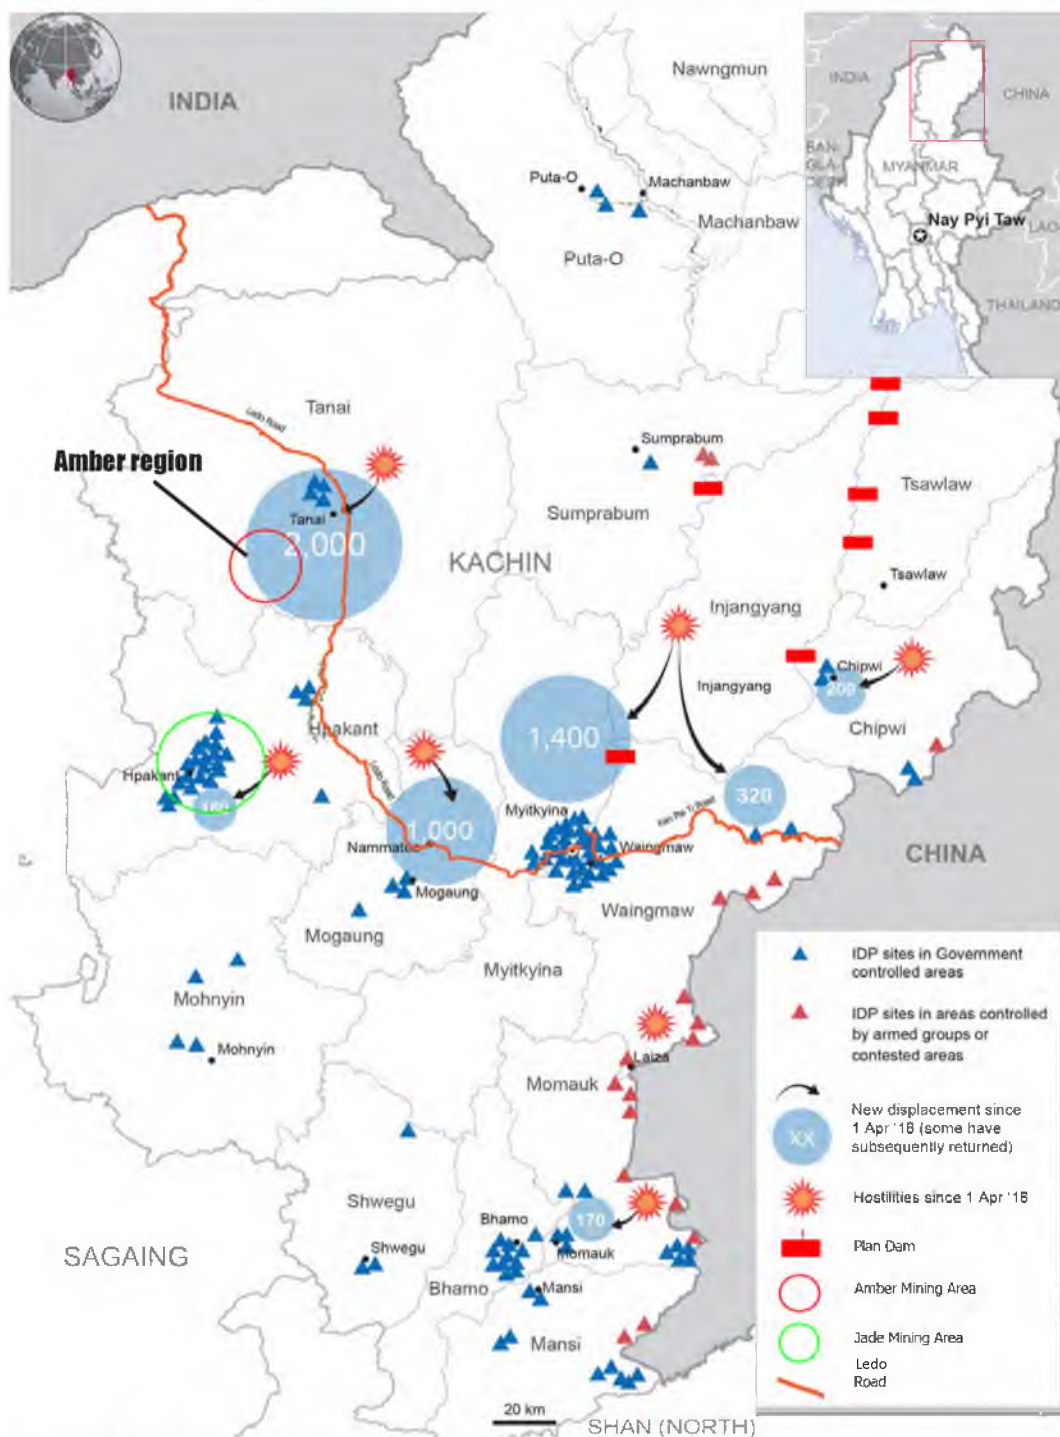 INDIA
Nawngmun
Puta-O
Machanbaw
Machanbaw
Puta-O
INDIA
CHINA
BAN-
GLA-
DESH
MYANMAR
Nay Pyi Taw
LAO
THAILAND
Tanai
Ledo Road
Amber region
Tanai
2,000
KACHIN
Sumprabum
Sumprabum
Tsawlaw
Tsawlaw
Injangyang
Injangyang
Chipwi
200
Chipwi
Hpakant
Hpakant
Ledo Road
1,400
1,000
320
Myitkyina
Waingmaw
Mogaung
Mogaung
Waingmaw
CHINA
Myitkyina
Mohnyin
Mohnyin
Laiza
Momauk
Shwegu
Shwegu
SAGAING
Bhamo
Bhamo
170
Momauk
Mansi
Mansi
20 km
SHAN (NORTH)
IDP sites in Government
controlled areas
IDP sites in areas controlled
by armed groups or
contested areas
XX
New displacement since
1 Apr '18 (some have
subsequently returned)
Hostilities since 1 Apr '18
Plan Dam
Amber Mining Area
Jade Mining Area
Ledo
Road